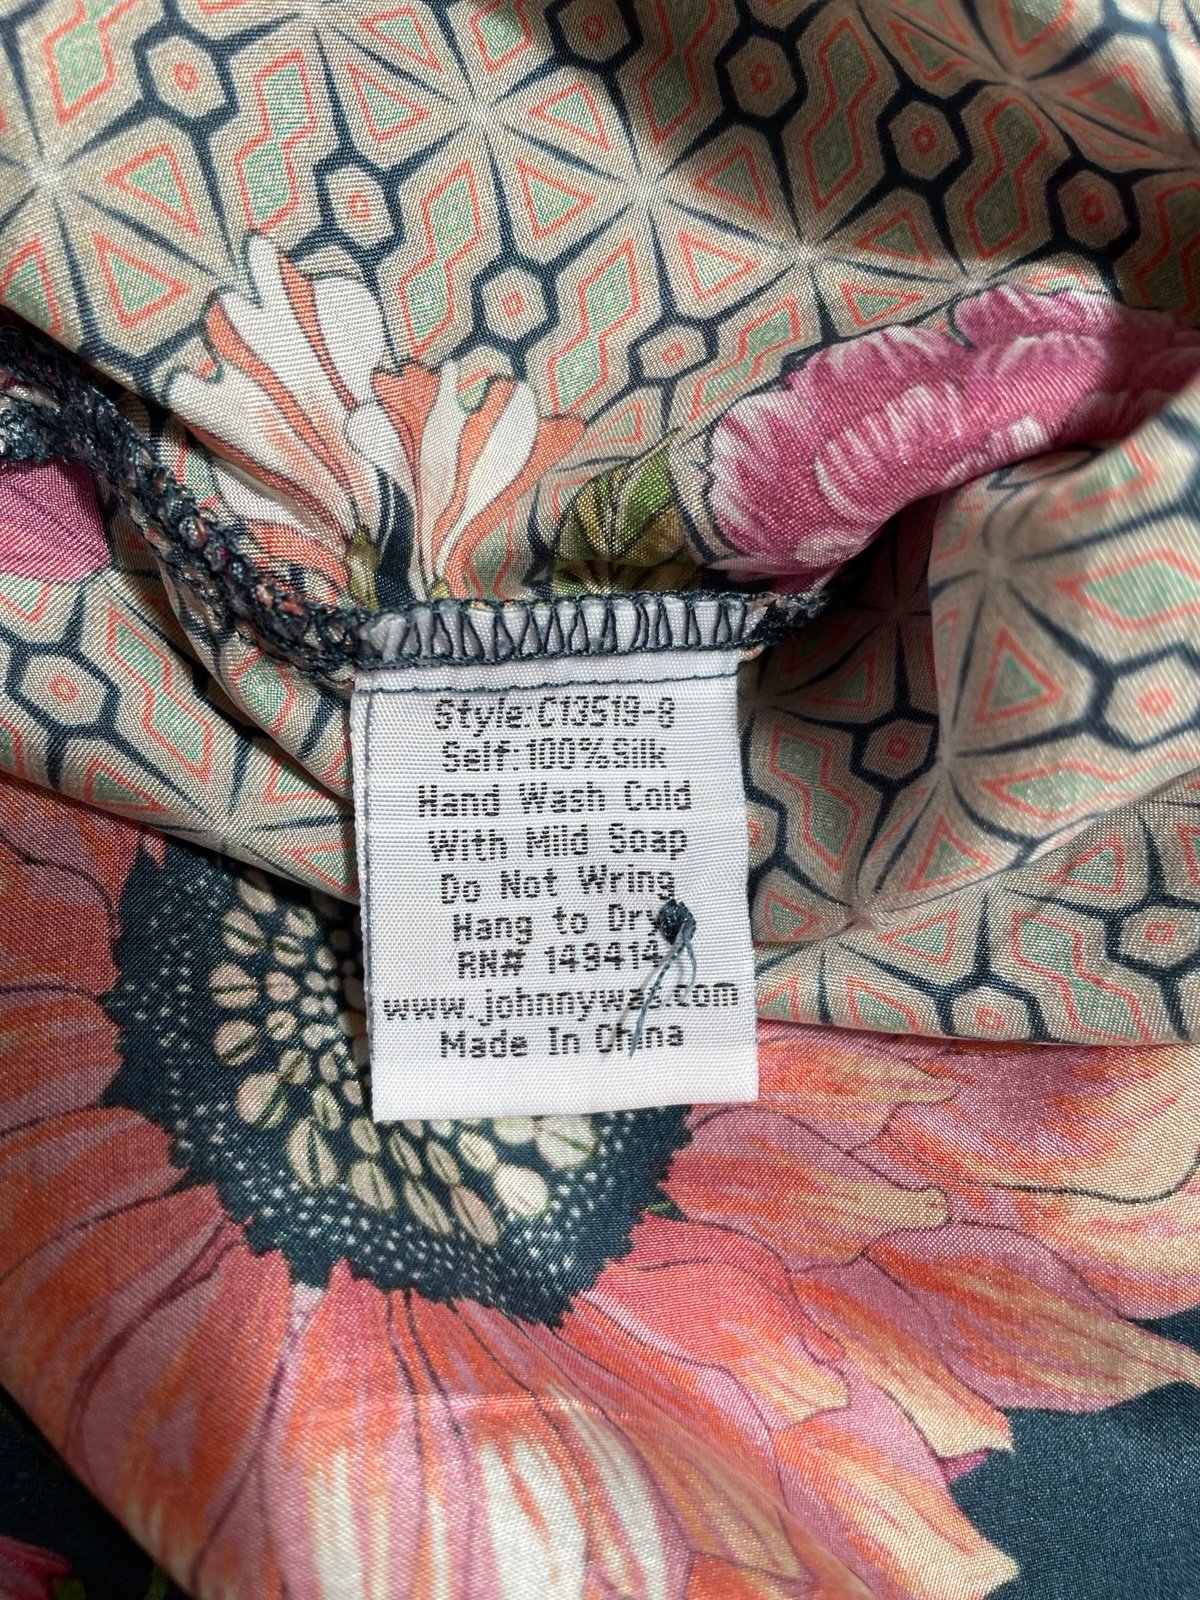 Style:C13519-8
Self:100%Silk
Hand Wash Cold
With Mild Soap
Do Not Wring
Hang to Dry
RN# 149414
www.johnnywas.com
Made In China